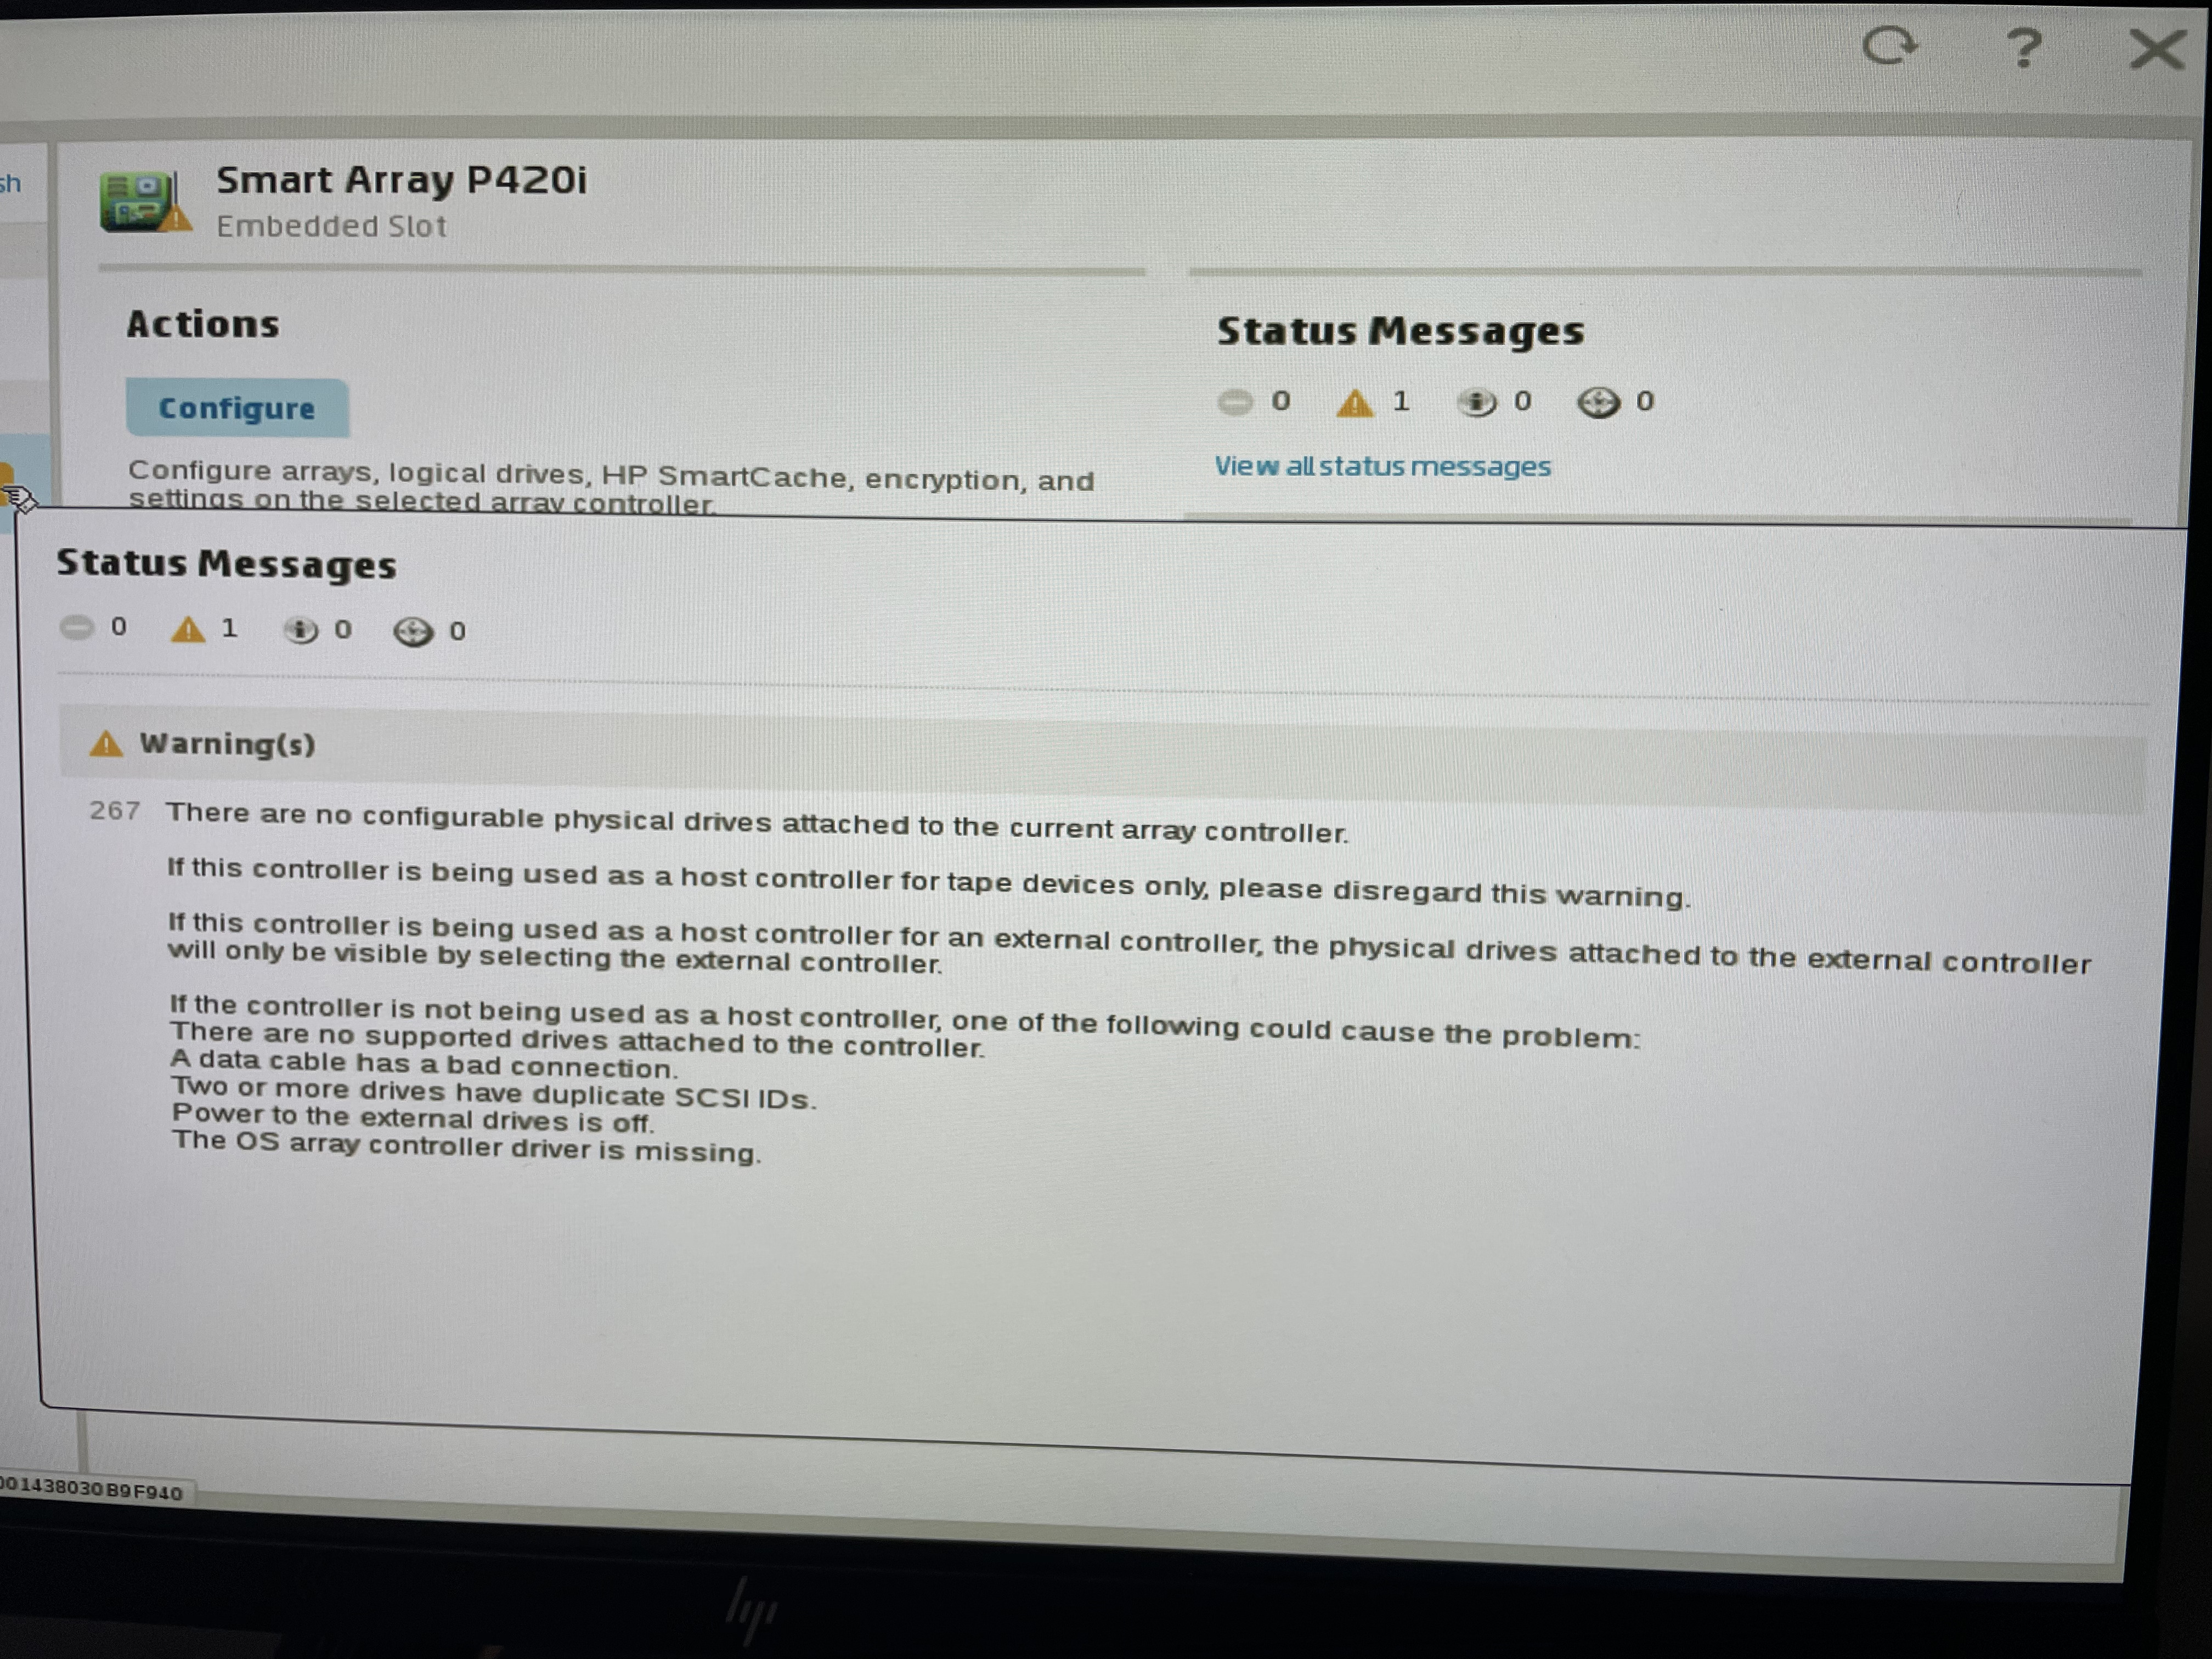 ?
sh
Smart Array P420i
Embedded Slot
Actions
Configure
Configure arrays, logical drives, HP SmartCache, encryption, and
settings on the selected array controller.
Status Messages
0 1 0 0
View all status messages
Status Messages
0 1 0 0
Warning(s)
267 There are no configurable physical drives attached to the current array controller.
If this controller is being used as a host controller for tape devices only, please disregard this warning.
If this controller is being used as a host controller for an external controller, the physical drives attached to the external controller
will only be visible by selecting the external controller.
If the controller is not being used as a host controller, one of the following could cause the problem:
There are no supported drives attached to the controller.
A data cable has a bad connection.
Two or more drives have duplicate SCSI IDs.
Power to the external drives is off.
The OS array controller driver is missing.
001438030B9F940
hp